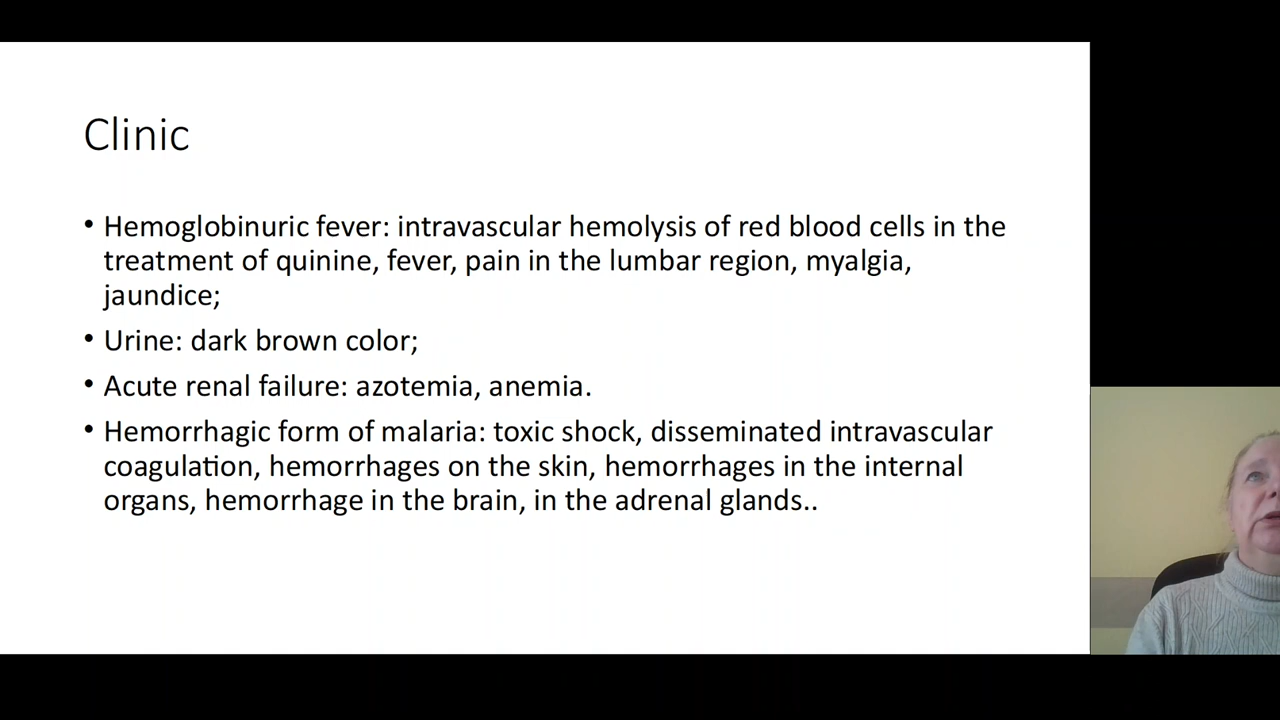 Clinic
• Hemoglobinuric fever: intravascular hemolysis of red blood cells in the
treatment of quinine, fever, pain in the lumbar region, myalgia,
jaundice;
• Urine: dark brown color;
• Acute renal failure: azotemia, anemia.
• Hemorrhagic form of malaria: toxic shock, disseminated intravascular
coagulation, hemorrhages on the skin, hemorrhages in the internal
organs, hemorrhage in the brain, in the adrenal glands..